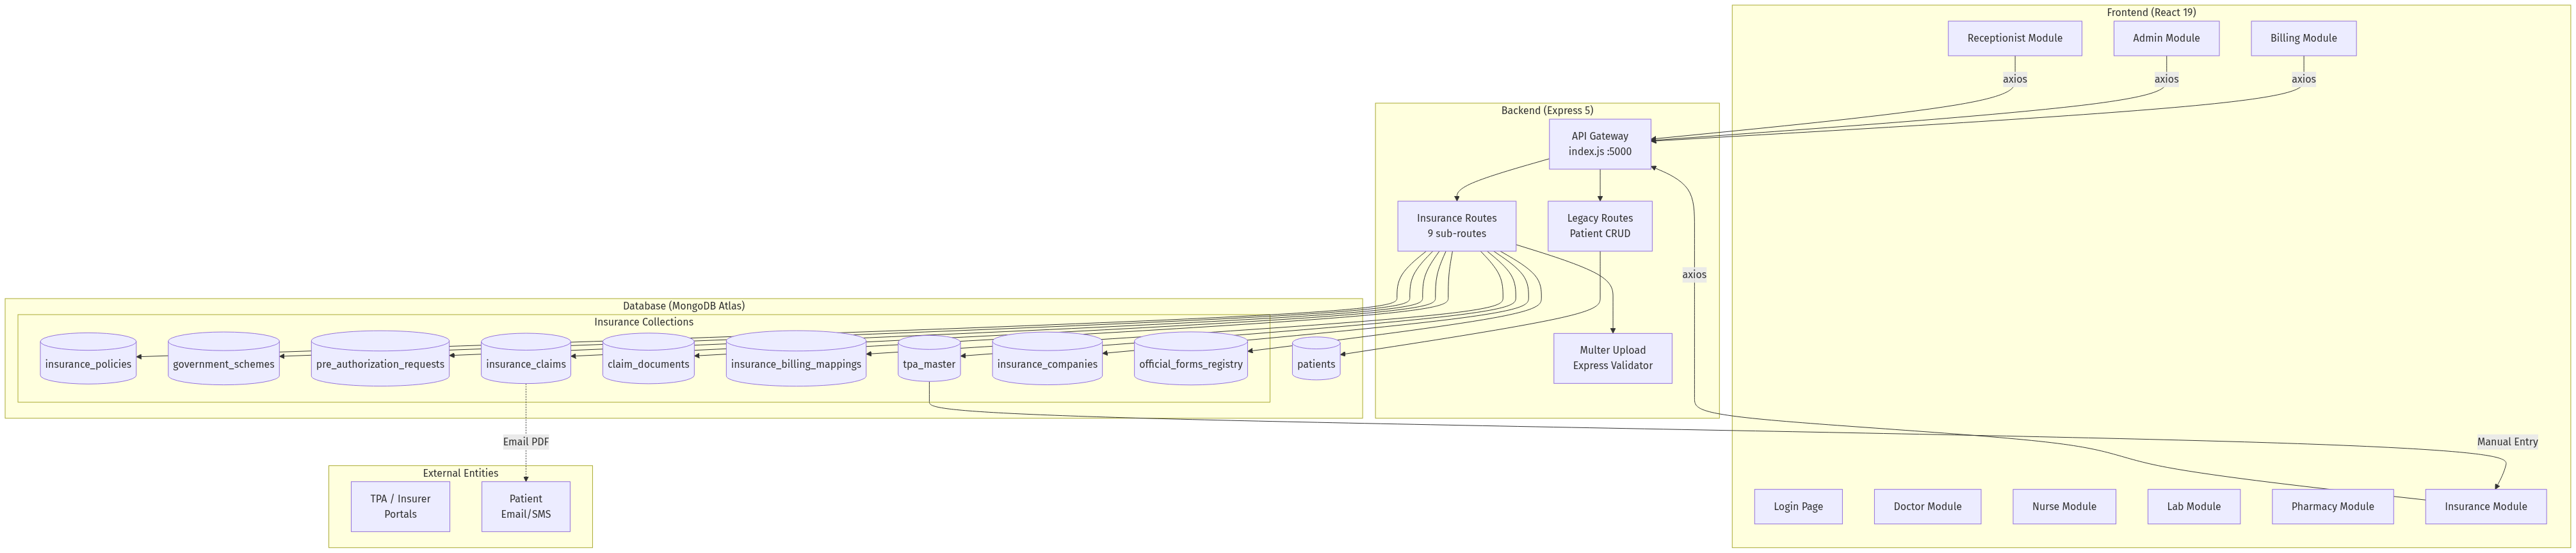 Frontend (React 19)
Receptionist Module
Admin Module
Billing Module
axios
axios
axios
Backend (Express 5)
API Gateway
index.js :5000
Insurance Routes
9 sub-routes
Legacy Routes
Patient CRUD
axios
Multer Upload
Express Validator
Database (MongoDB Atlas)
Insurance Collections
insurance_policies
government_schemes
pre_authorization_requests
insurance_claims
claim_documents
insurance_billing_mappings
tpa_master
insurance_companies
official_forms_registry
patients
Email PDF
Manual Entry
External Entities
TPA / Insurer
Portals
Patient
Email/SMS
Login Page
Doctor Module
Nurse Module
Lab Module
Pharmacy Module
Insurance Module